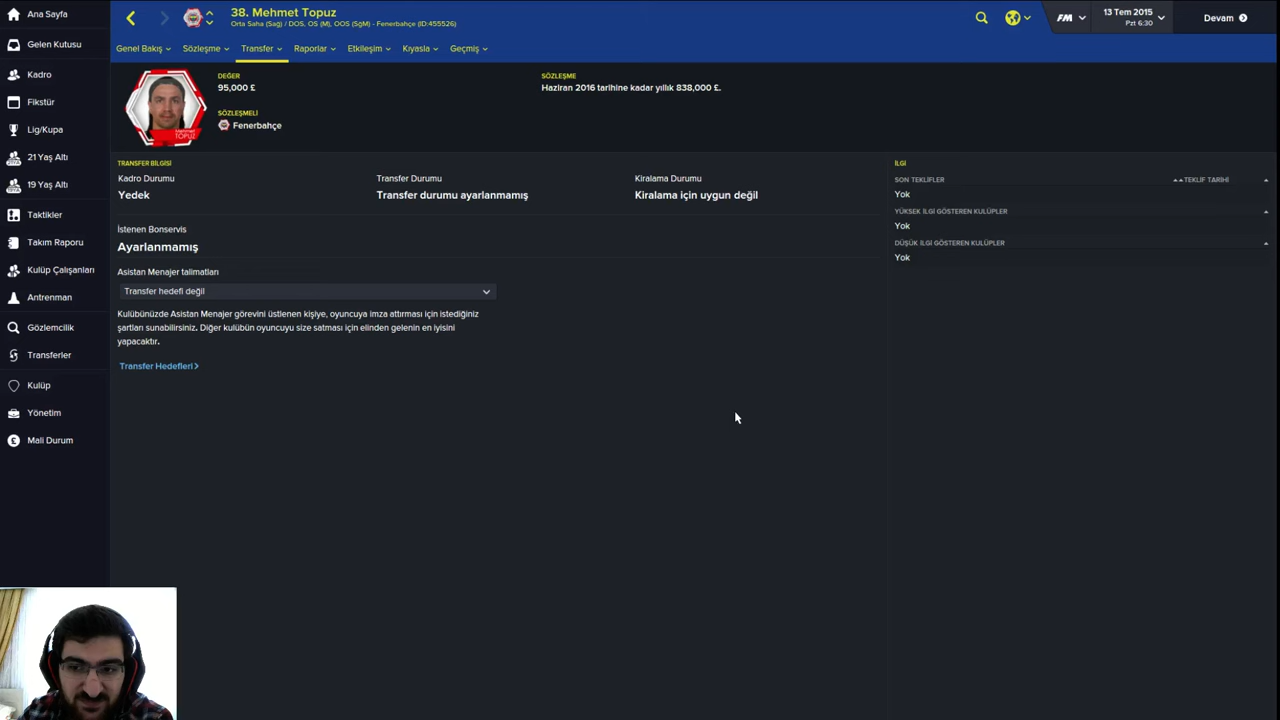 Ana Sayfa
Gelen Kutusu
Kadro
Fikstür
Lig/Kupa
21 Yaş Altı
19 Yaş Altı
Taktikler
Takım Raporu
Kulüp Çalışanları
Antrenman
Gözlemcilik
Transferler
Kulüp
Yönetim
Mali Durum
38. Mehmet Topuz
Orta Saha (Sağ) / DOS, OS (M), OOS (SğM) - Fenerbahçe (ID:455526)
FM
13 Tem 2015
Pzt 6:30
Devam
Genel Bakış
Sözleşme
Transfer
Raporlar
Etkileşim
Kıyasla
Geçmiş
Mehmet
TOPUZ
DEĞER
95,000 £
SÖZLEŞMELİ
Fenerbahçe
SÖZLEŞME
Haziran 2016 tarihine kadar yıllık 838,000 £.
TRANSFER BİLGİSİ
Kadro Durumu
Yedek
Transfer Durumu
Transfer durumu ayarlanmamış
Kiralama Durumu
Kiralama için uygun değil
İstenen Bonservis
Ayarlanmamış
Asistan Menajer talimatları
Transfer hedefi değil
Kulübünüzde Asistan Menajer görevini üstlenen kişiye, oyuncuya imza attırması için istediğiniz
şartları sunabilirsiniz. Diğer kulübün oyuncuyu size satması için elinden gelenin en iyisini
yapacaktır.
Transfer Hedefleri
İLGİ
SON TEKLİFLER
TEKLİF TARİHİ
Yok
YÜKSEK İLGİ GÖSTEREN KULÜPLER
Yok
DÜŞÜK İLGİ GÖSTEREN KULÜPLER
Yok